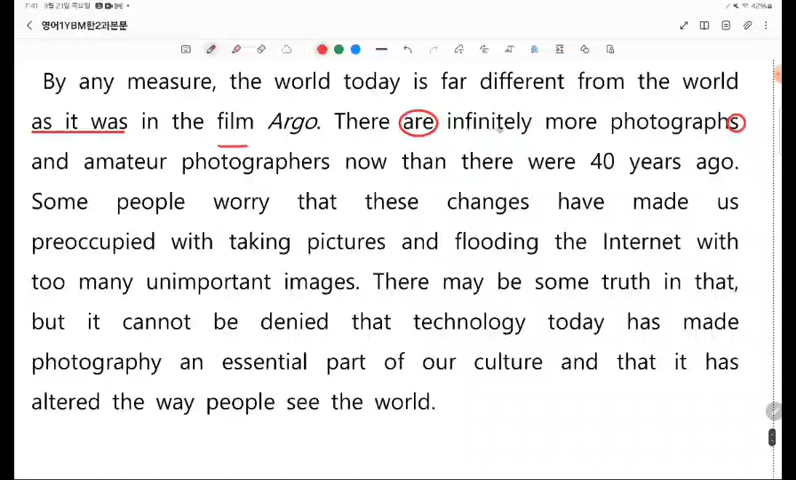 7:41 3월 21일 목요일
42%
영어1YBM한2과본문
By any measure, the world today is far different from the world
as it was in the film Argo. There are infinitely more photographs
and amateur photographers now than there were 40 years ago.
Some people worry that these changes have made us
preoccupied with taking pictures and flooding the Internet with
too many unimportant images. There may be some truth in that,
but it cannot be denied that technology today has made
photography an essential part of our culture and that it has
altered the way people see the world.